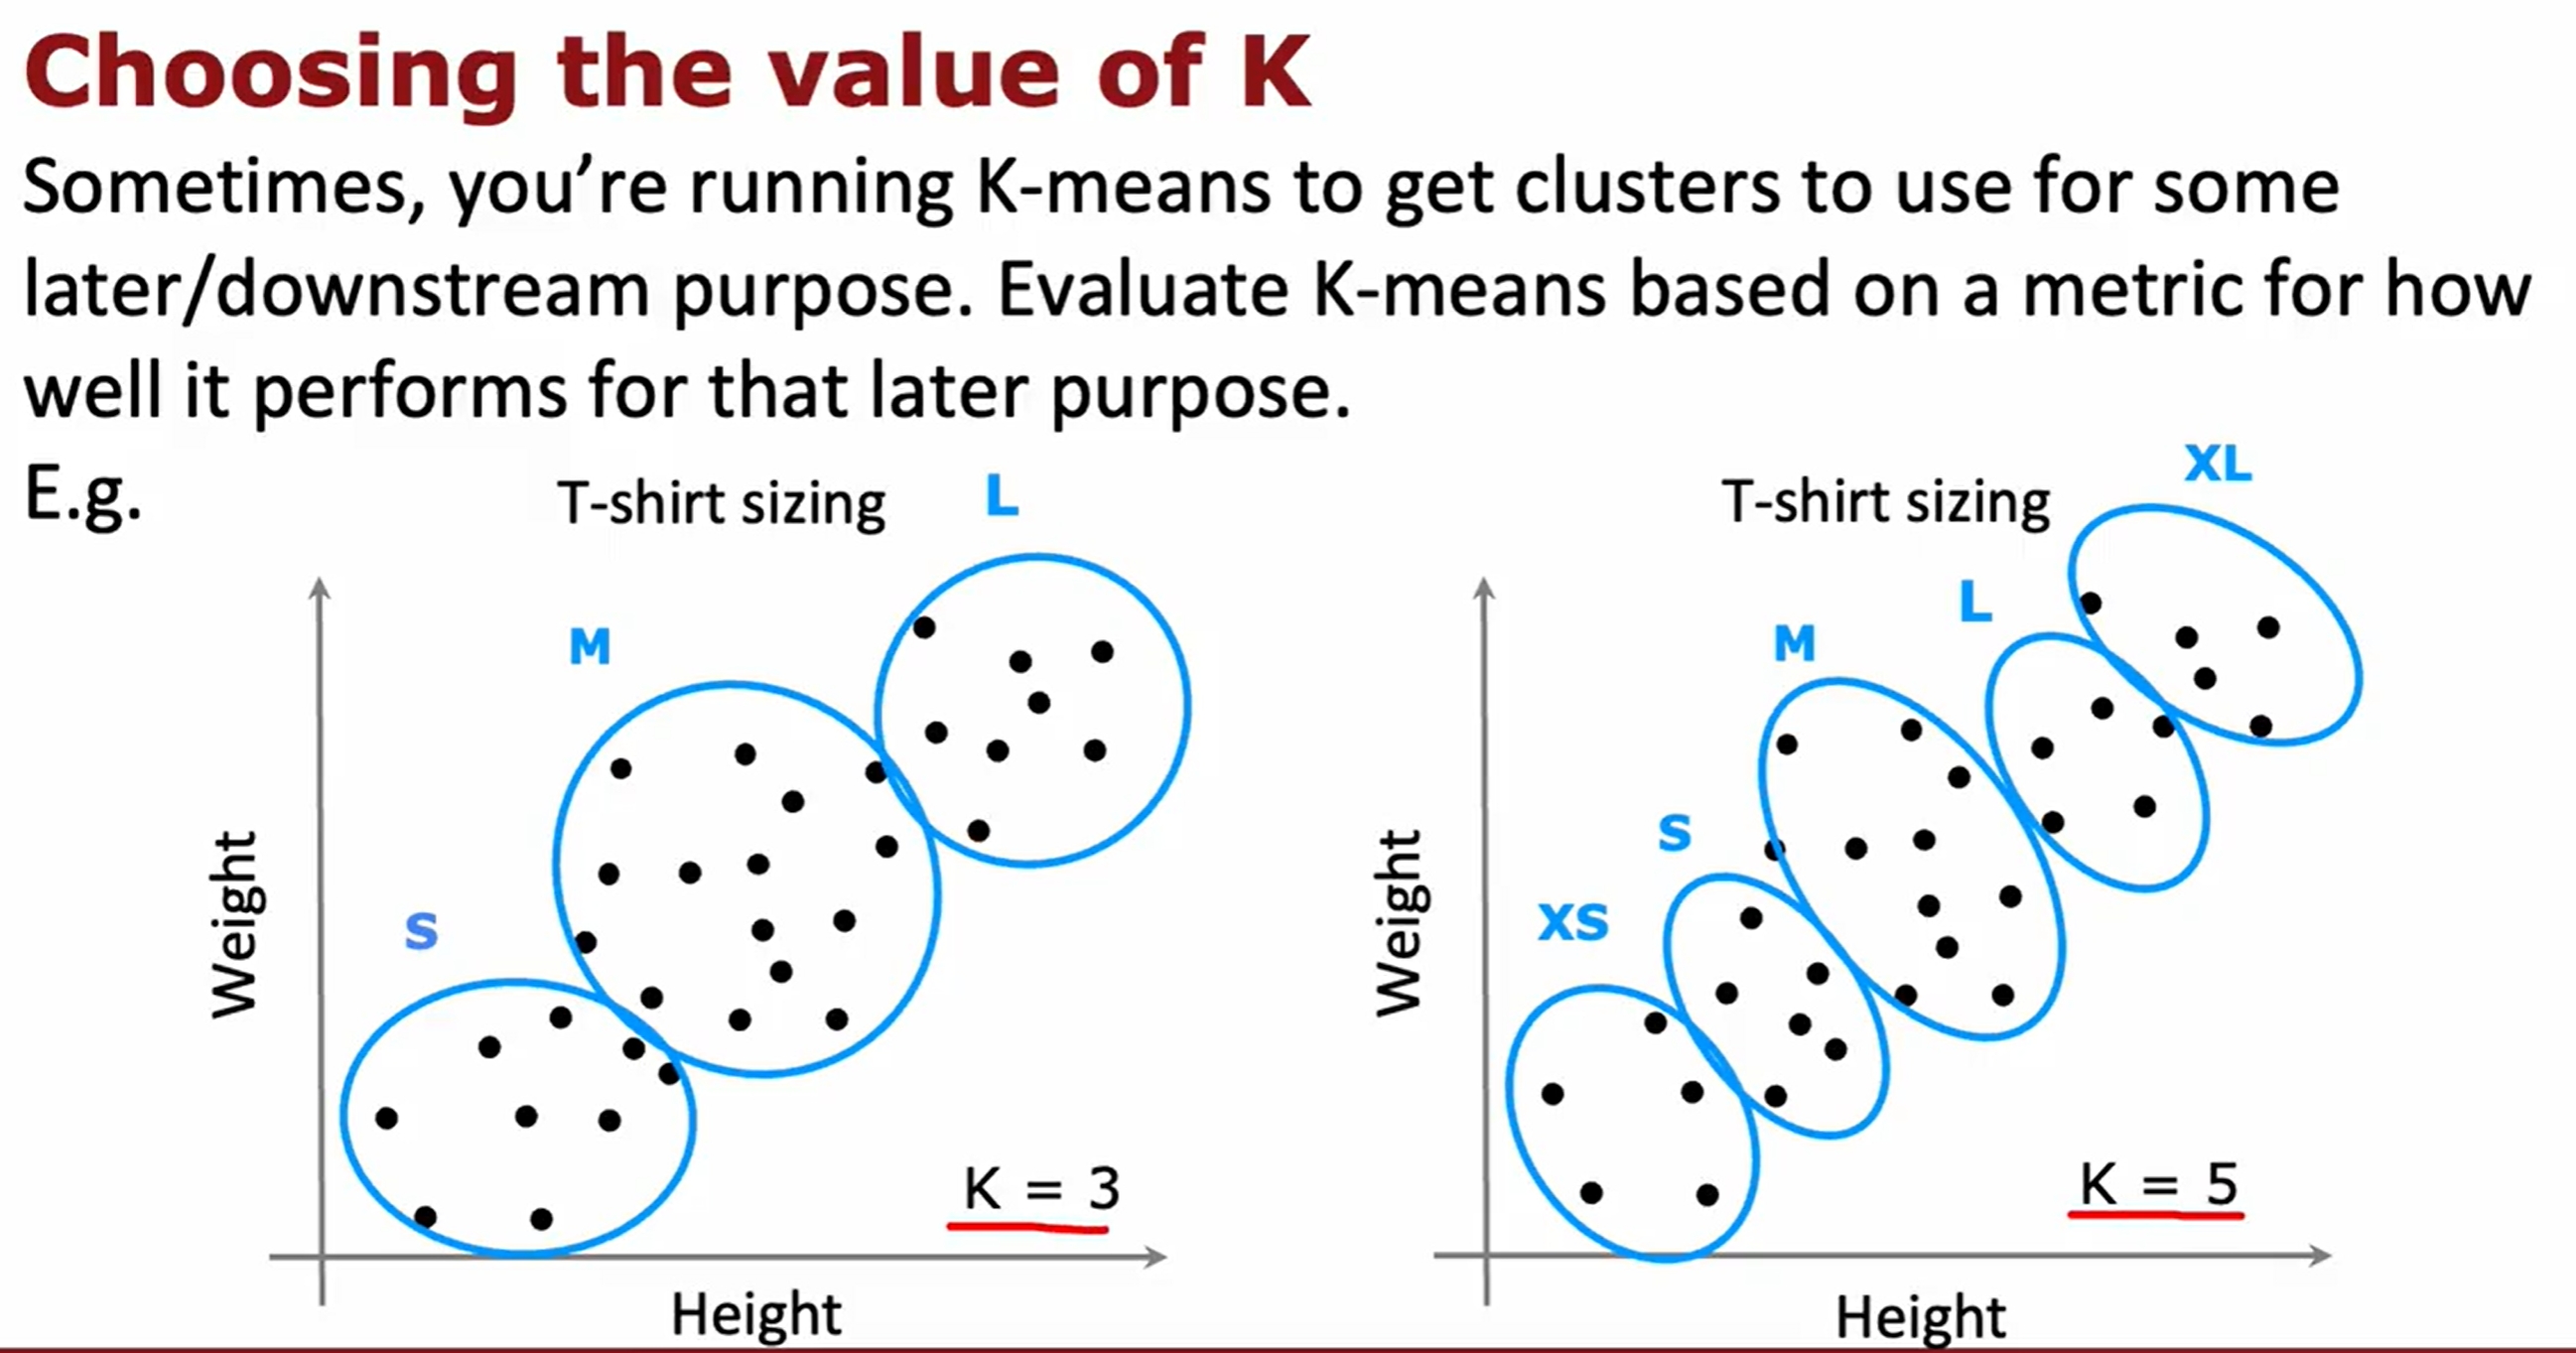 Choosing the value of K
Sometimes, you’re running K-means to get clusters to use for some
later/downstream purpose. Evaluate K-means based on a metric for how
well it performs for that later purpose.
E.g.
T-shirt sizing
L
M
S
Weight
K = 3
Height
T-shirt sizing
XL
L
M
S
XS
Weight
K = 5
Height